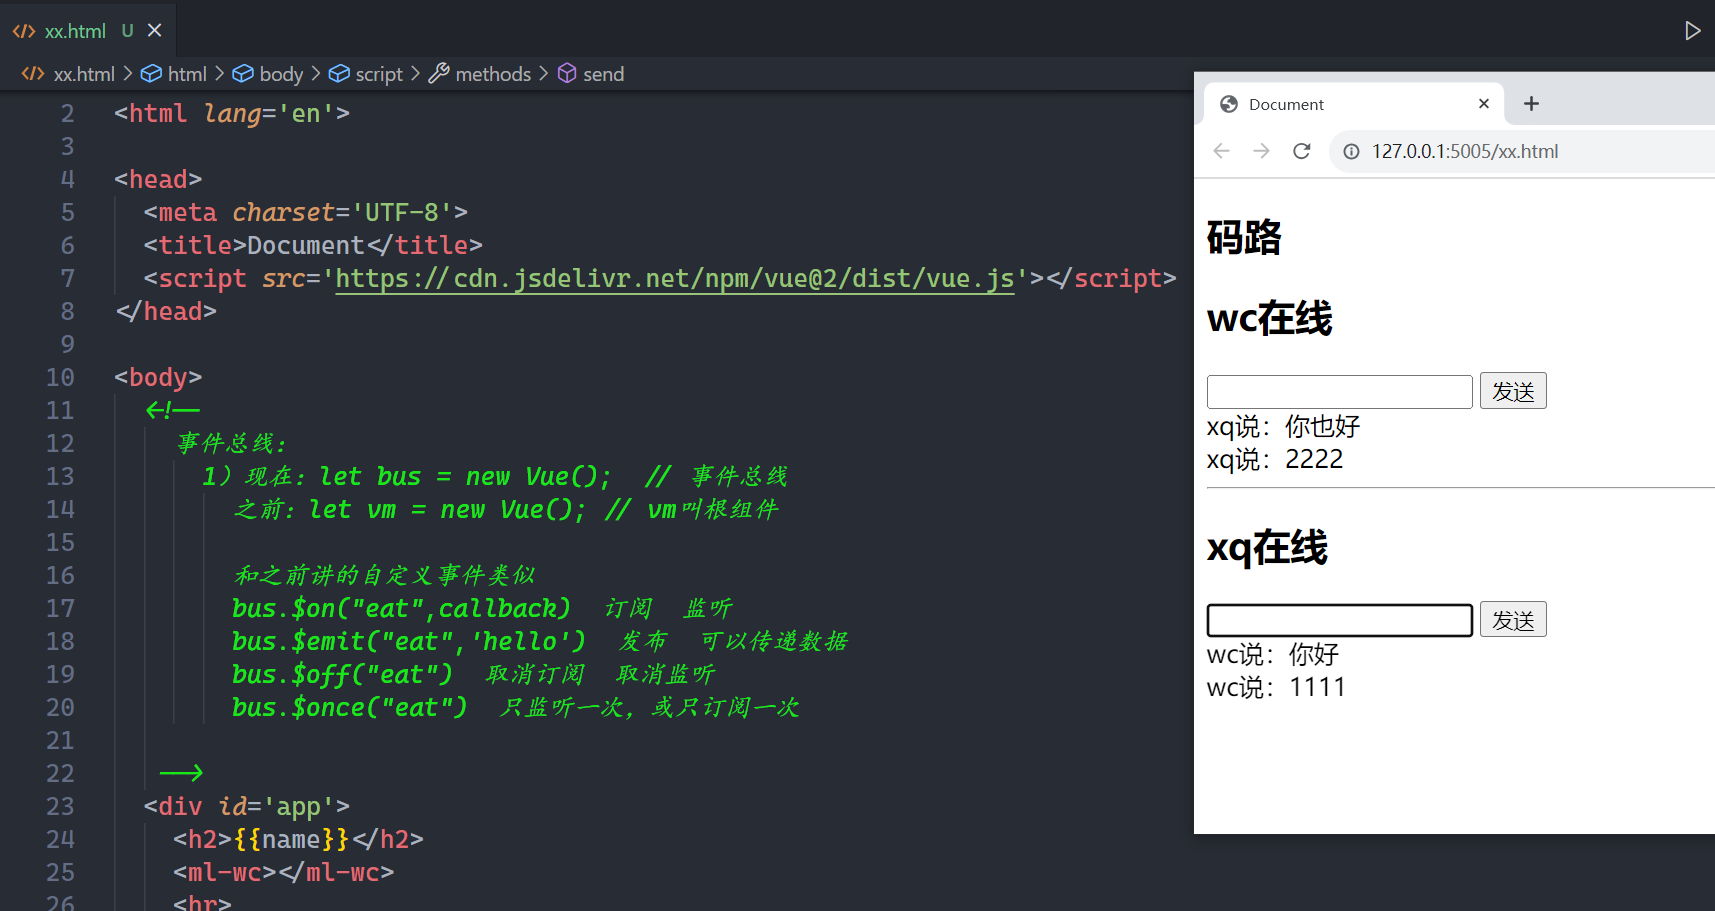 xx.html U
xx.html > html > body > script > methods > send
2 <html lang='en'>
3
4 <head>
5 <meta charset='UTF-8'>
6 <title>Document</title>
7 <script src='https://cdn.jsdelivr.net/npm/vue@2/dist/vue.js'></script>
8 </head>
9
10 <body>
11 <!--
12 事件总线：
13 1）现在：let bus = new Vue(); // 事件总线
14 之前：let vm = new Vue(); // vm叫根组件
15
16 和之前讲的自定义事件类似
17 bus.$on("eat",callback) 订阅 监听
18 bus.$emit("eat",'hello') 发布 可以传递数据
19 bus.$off("eat") 取消订阅 取消监听
20 bus.$once("eat") 只监听一次，或只订阅一次
21
22 -->
23 <div id='app'>
24 <h2>{{name}}</h2>
25 <ml-wc></ml-wc>
26 <hr>
Document
127.0.0.1:5005/xx.html
码路
wc在线
发送
xq说：你也好
xq说：2222
xq在线
发送
wc说：你好
wc说：1111